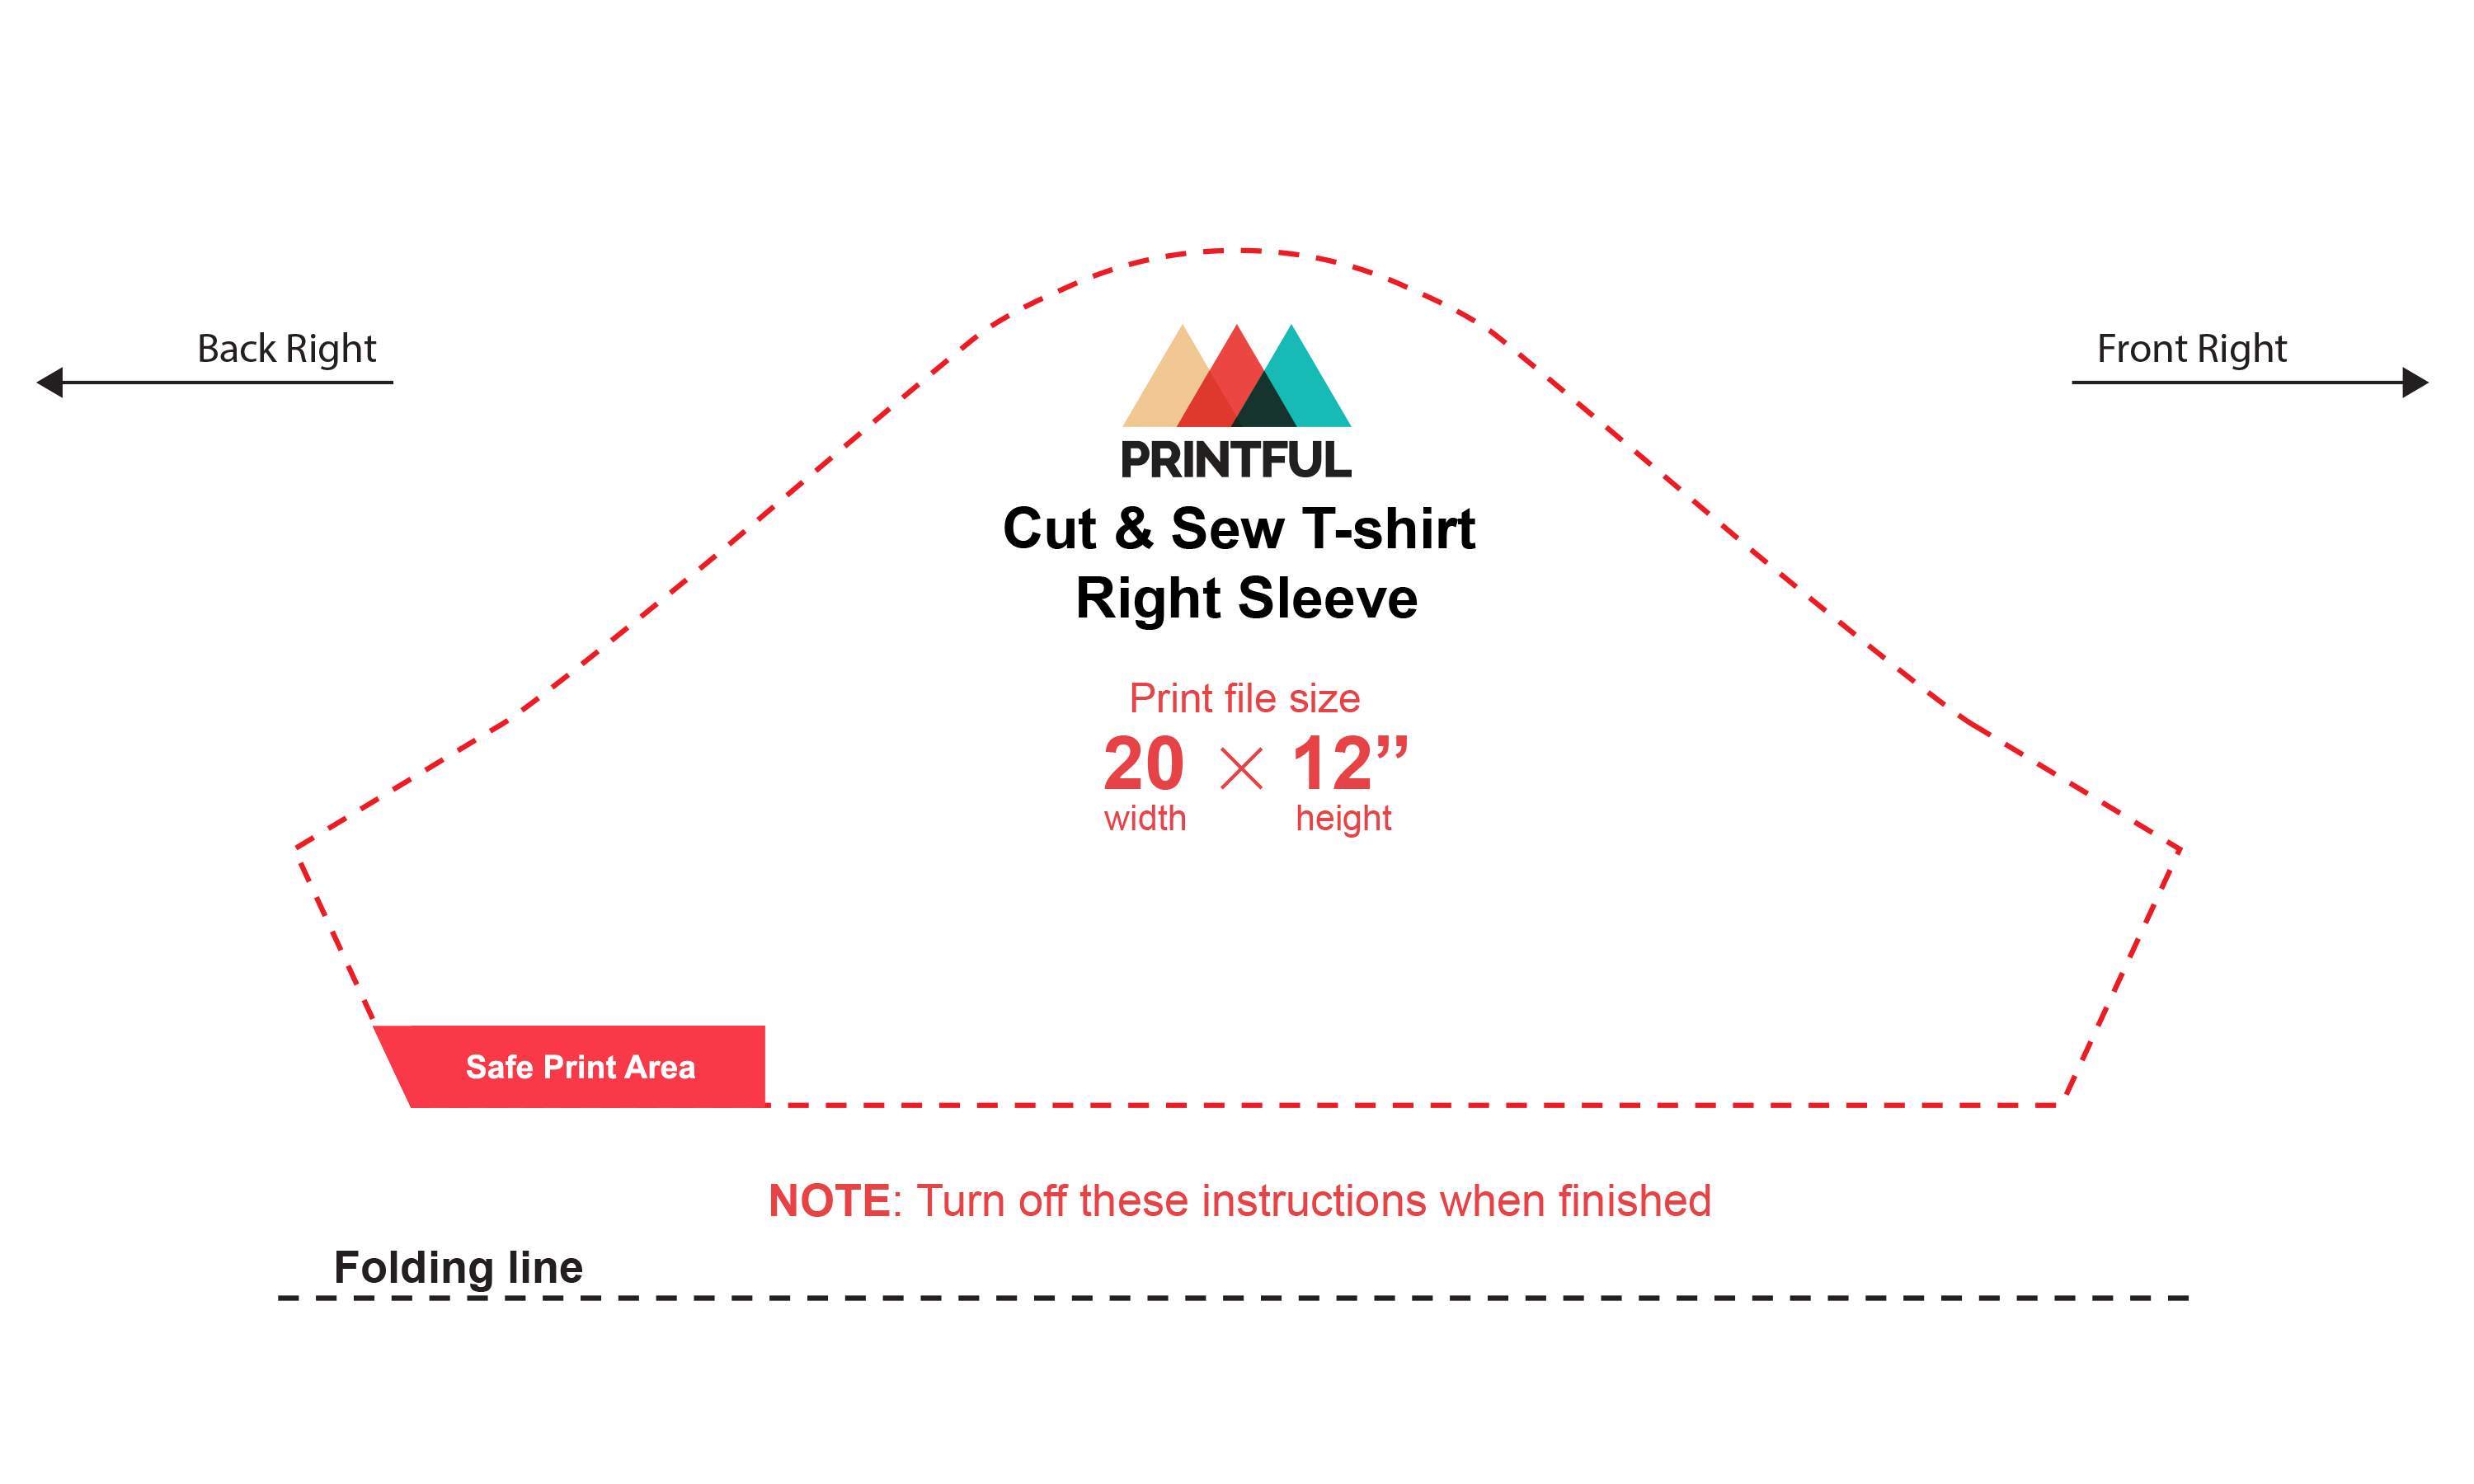 Back Right
Front Right
PRINTFUL
Cut & Sew T-shirt
Right Sleeve
Print file size
20 × 12”
width height
Safe Print Area
NOTE: Turn off these instructions when finished
Folding line